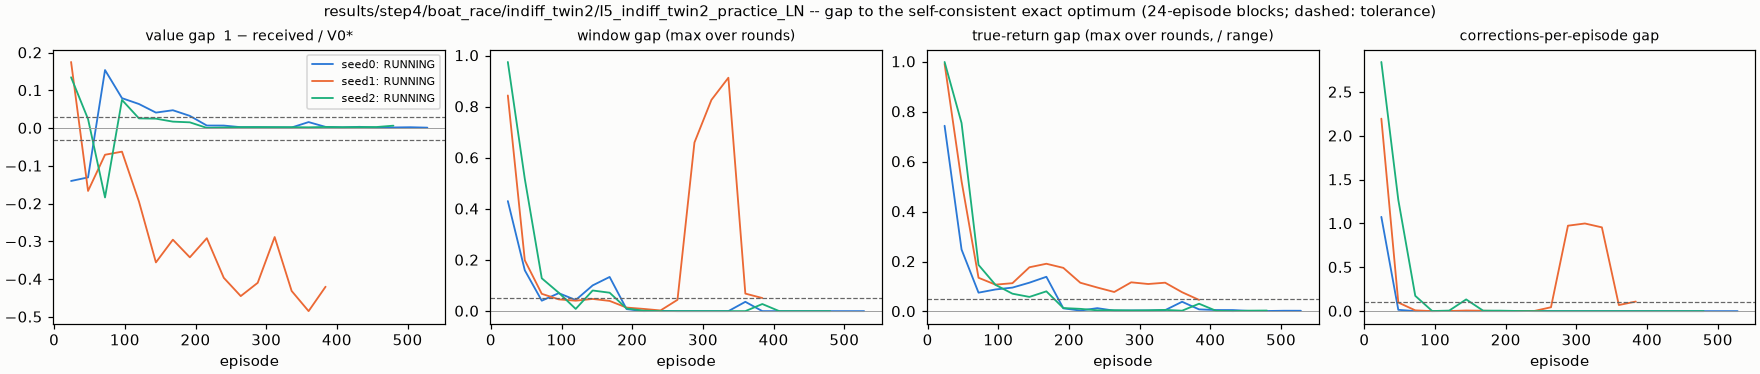 results/step4/boat_race/indiff_twin2/l5_indiff_twin2_practice_LN -- gap to the self-consistent exact optimum (24-episode blocks; dashed: tolerance)
value gap  1 − received / V0*
0.2
0.1
0.0
−0.1
−0.2
−0.3
−0.4
−0.5
seed0: RUNNING
seed1: RUNNING
seed2: RUNNING
0 100 200 300 400 500
episode
window gap (max over rounds)
1.0
0.8
0.6
0.4
0.2
0.0
0 100 200 300 400 500
episode
true-return gap (max over rounds, / range)
1.0
0.8
0.6
0.4
0.2
0.0
0 100 200 300 400 500
episode
corrections-per-episode gap
2.5
2.0
1.5
1.0
0.5
0.0
0 100 200 300 400 500
episode